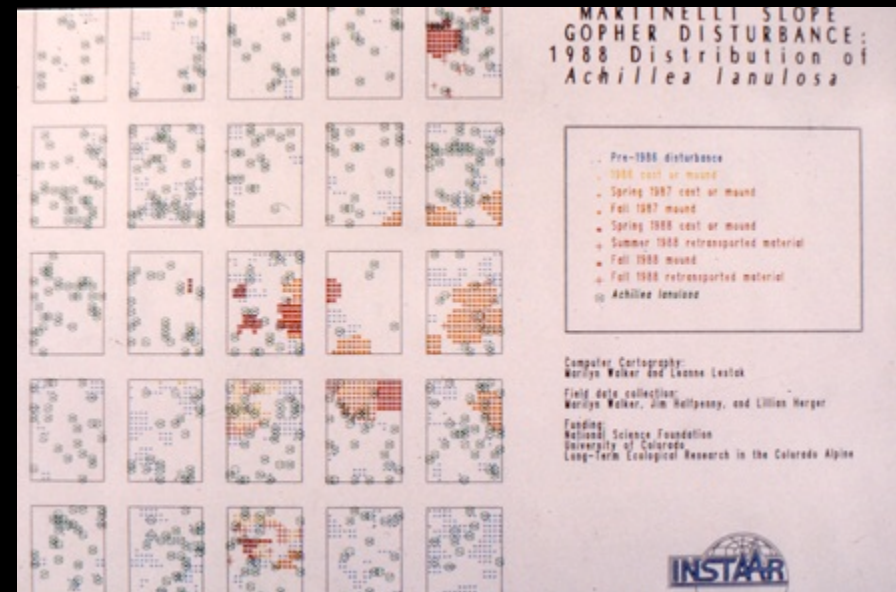 MARTINELLI SLOPE
GOPHER DISTURBANCE:
1988 Distribution of
Achillea lanulosa
Pre-1986 disturbance
1986 cast or mound
Spring 1987 cast or mound
Fall 1987 mound
Spring 1988 cast or mound
Summer 1988 retransported material
Fall 1988 mound
Fall 1988 retransported material
Achillea lanulosa
Computer Cartography:
Marilyn Walker and Leanne Lestak
Field data collection:
Marilyn Walker, Jim Halfpenny, and Lillian Herger
Funding:
National Science Foundation
University of Colorado
Long-Term Ecological Research in the Colorado Alpine
INSTAAR